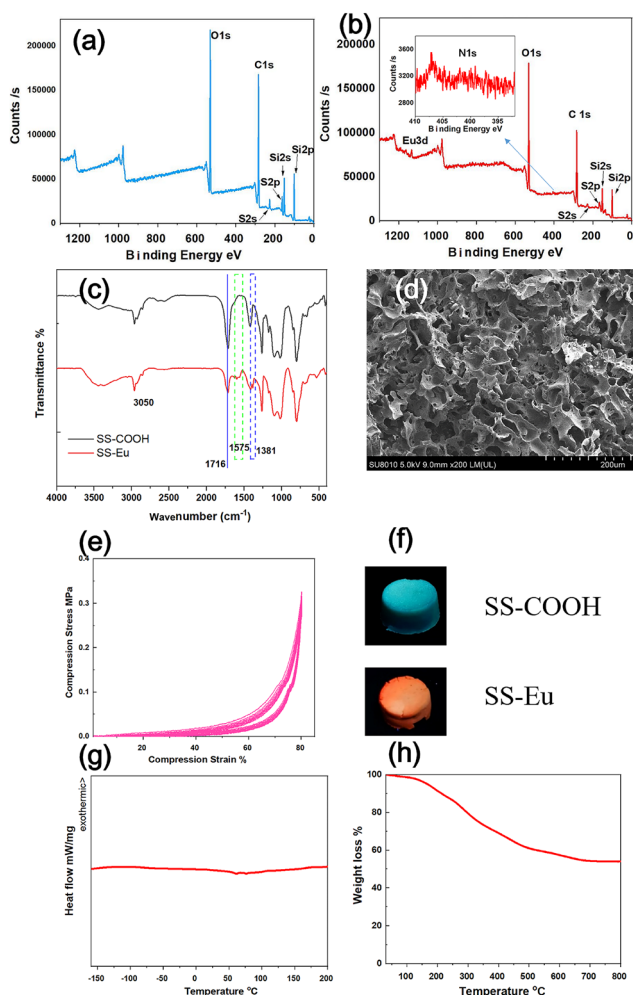 (a)
O1s
C1s
Si2s
Si2p
S2p
S2s
200000
150000
100000
50000
0
Counts /s
1200 1000 800 600 400 200 0
Binding Energy eV
(b)
O1s
C 1s
Si2s
Si2p
S2p
S2s
Eu3d
200000
150000
100000
50000
0
Counts /s
1200 1000 800 600 400 200 0
Binding Energy eV
N1s
3600
3200
2800
Counts /s
410 405 400 395
Binding Energy eV
(c)
Transmittance %
3050
SS-COOH
SS-Eu
1716
1575
1381
4000 3500 3000 2500 2000 1500 1000 500
Wavenumber (cm-1)
(d)
SU8010 5.0kV 9.0mm x200 LM(UL)
200um
(e)
0.4
0.3
0.2
0.1
0.0
Compression Stress MPa
20 40 60 80
Compression Strain %
(f)
SS-COOH
SS-Eu
(g)
exothermic>
Heat flow mW/mg
-150 -100 -50 0 50 100 150 200
Temperature °C
(h)
100
80
60
40
20
0
Weight loss %
100 200 300 400 500 600 700 800
Temperature °C